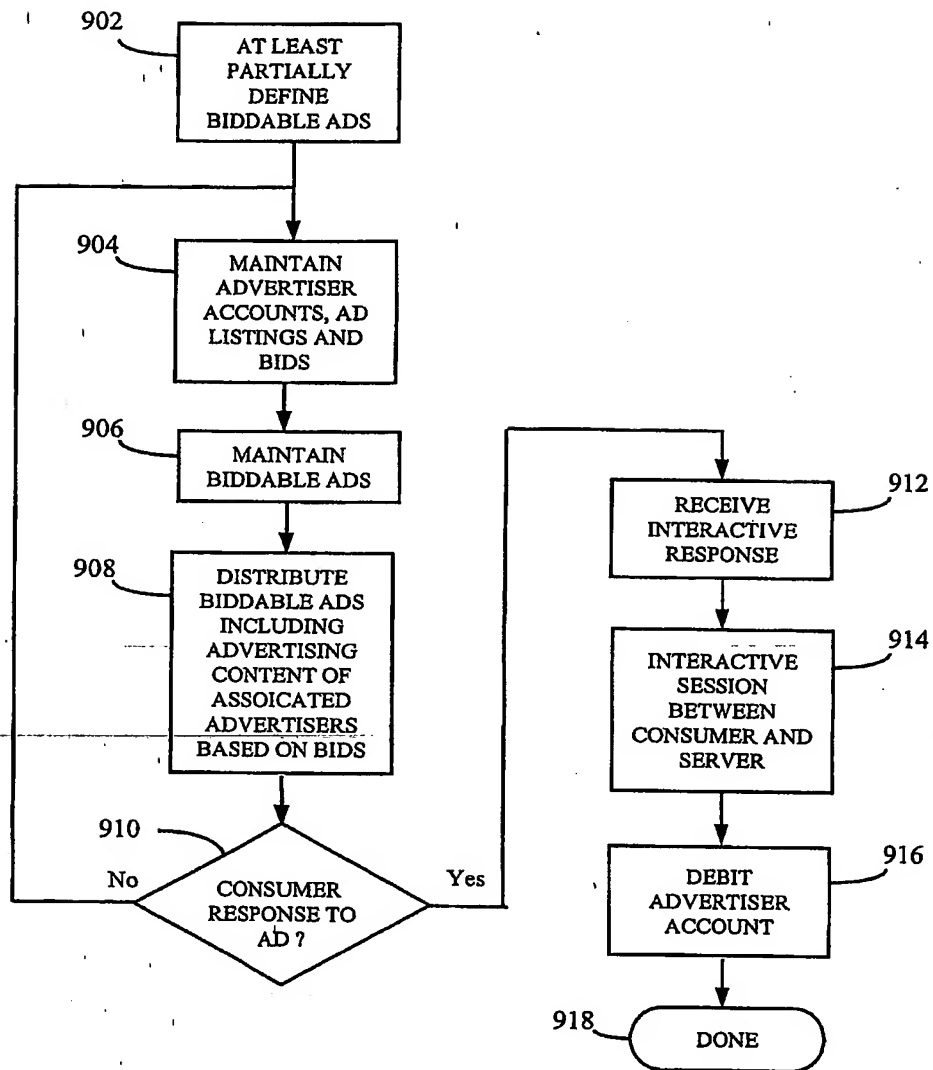 902
AT LEAST
PARTIALLY
DEFINE
BIDDABLE ADS
904
MAINTAIN
ADVERTISER
ACCOUNTS, AD
LISTINGS AND
BIDS
906
MAINTAIN
BIDDABLE ADS
908
DISTRIBUTE
BIDDABLE ADS
INCLUDING
ADVERTISING
CONTENT OF
ASSOICATED
ADVERTISERS
BASED ON BIDS
910
No
CONSUMER
RESPONSE TO
AD ?
Yes
912
RECEIVE
INTERACTIVE
RESPONSE
914
INTERACTIVE
SESSION
BETWEEN
CONSUMER AND
SERVER
916
DEBIT
ADVERTISER
ACCOUNT
918
DONE